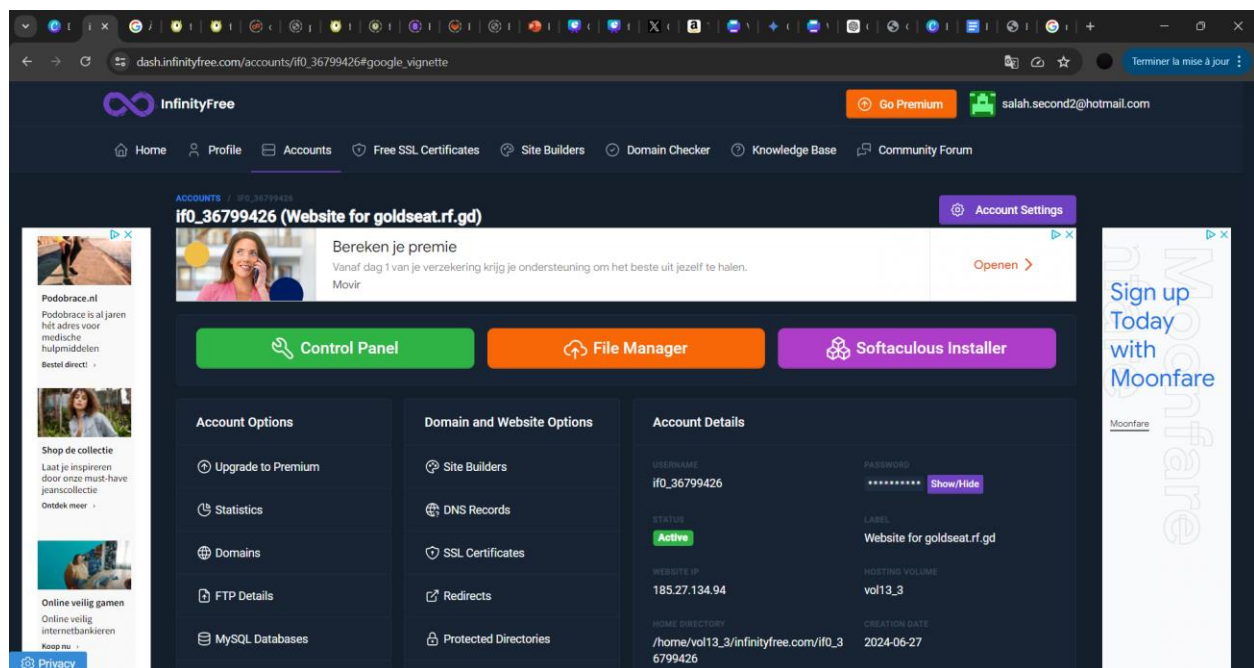 dash.infinityfree.com/accounts/if0_36799426#google_vignette
Terminer la mise à jour
InfinityFree
Go Premium
salah.second2@hotmail.com
Home
Profile
Accounts
Free SSL Certificates
Site Builders
Domain Checker
Knowledge Base
Community Forum
ACCOUNTS / IF0_36799426
if0_36799426 (Website for goldseat.rf.gd)
Account Settings
Bereken je premie
Vanaf dag 1 van je verzekering krijg je ondersteuning om het beste uit jezelf te halen.
Movir
Openen
Podobrace.nl
Podobrace is al jaren
hét adres voor
medische
hulpmiddelen
Bestel direct!
Shop de collectie
Laat je inspireren
door onze must-have
jeanscollectie
Ontdek meer
Online veilig gamen
Online veilig
internetbankieren
Koop nu
Privacy
Control Panel
File Manager
Softaculous Installer
Account Options
Upgrade to Premium
Statistics
Domains
FTP Details
MySQL Databases
Domain and Website Options
Site Builders
DNS Records
SSL Certificates
Redirects
Protected Directories
Account Details
USERNAME
if0_36799426
PASSWORD
********** Show/Hide
STATUS
Active
LABEL
Website for goldseat.rf.gd
WEBSITE IP
185.27.134.94
HOSTING VOLUME
vol13_3
HOME DIRECTORY
/home/vol13_3/infinityfree.com/if0_3
6799426
CREATION DATE
2024-06-27
Sign up
Today
with
Moonfare
Moonfare
Moonfare